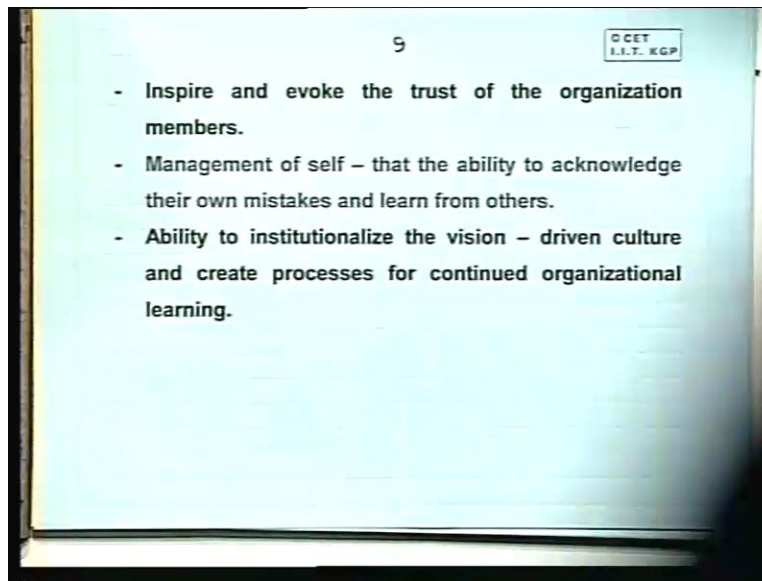 9
© CET
I.I.T. KGP
- Inspire and evoke the trust of the organization
members.
- Management of self – that the ability to acknowledge
their own mistakes and learn from others.
- Ability to institutionalize the vision – driven culture
and create processes for continued organizational
learning.